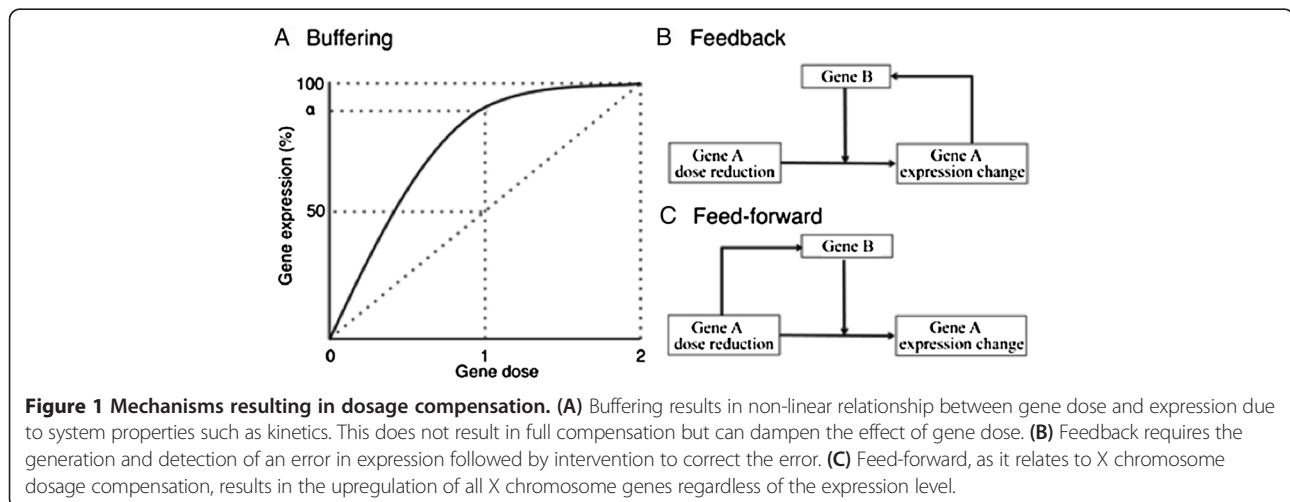 A Buffering
100
α
50
0
1
2
Gene expression (%)
Gene dose
B Feedback
Gene B
Gene A
dose reduction
Gene A
expression change
C Feed-forward
Gene B
Gene A
dose reduction
Gene A
expression change
Figure 1 Mechanisms resulting in dosage compensation. (A) Buffering results in non-linear relationship between gene dose and expression due
to system properties such as kinetics. This does not result in full compensation but can dampen the effect of gene dose. (B) Feedback requires the
generation and detection of an error in expression followed by intervention to correct the error. (C) Feed-forward, as it relates to X chromosome
dosage compensation, results in the upregulation of all X chromosome genes regardless of the expression level.